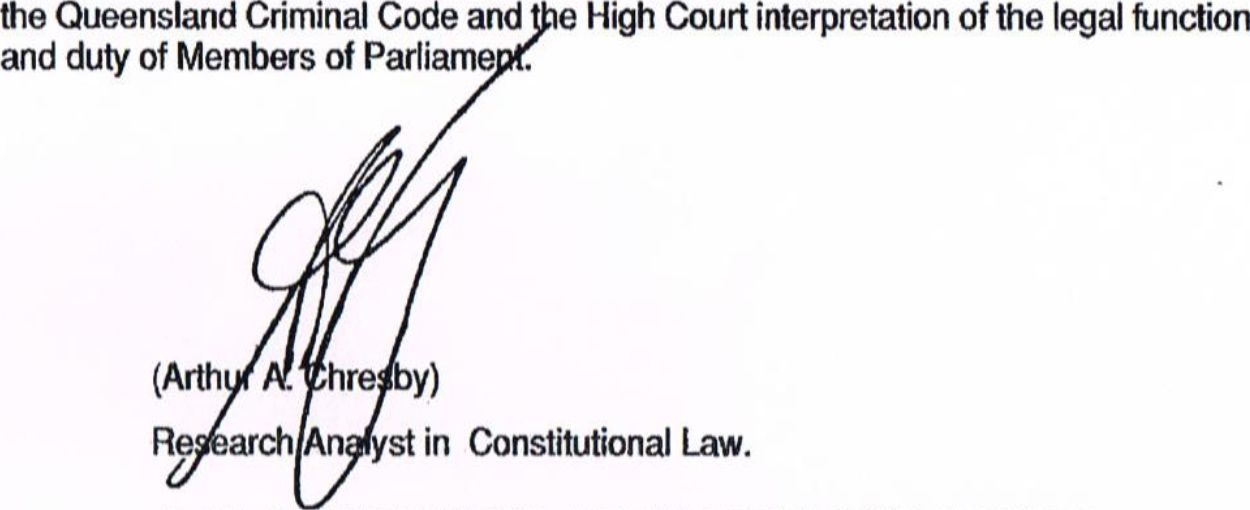 the Queensland Criminal Code and the High Court interpretation of the legal function
and duty of Members of Parliament.
(Arthur A. Chresby)
Research Analyst in Constitutional Law.